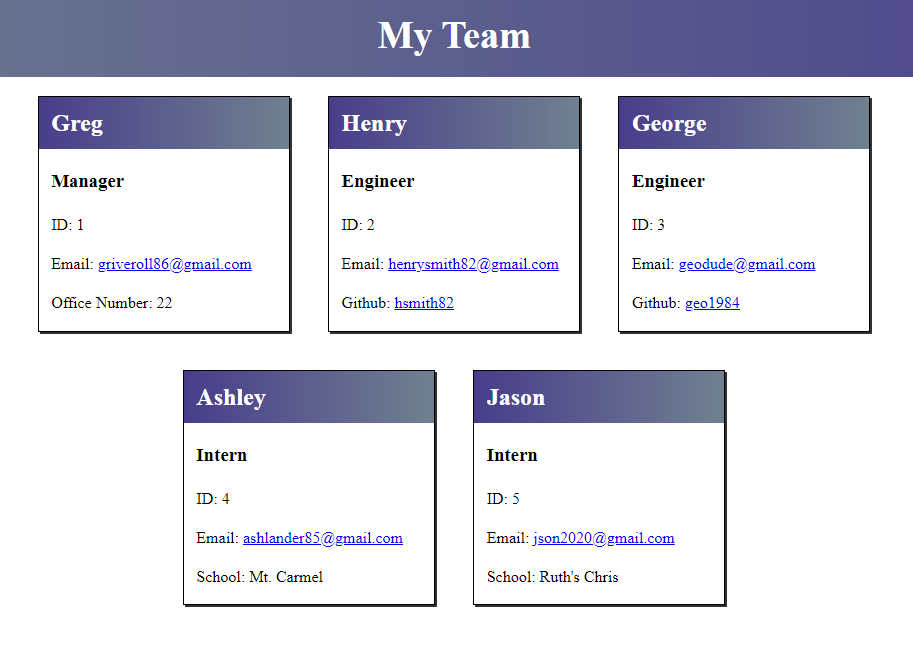 My Team
Greg
Manager
ID: 1
Email: griveroll86@gmail.com
Office Number: 22
Henry
Engineer
ID: 2
Email: henrysmith82@gmail.com
Github: hsmith82
George
Engineer
ID: 3
Email: geodude@gmail.com
Github: geo1984
Ashley
Intern
ID: 4
Email: ashlander85@gmail.com
School: Mt. Carmel
Jason
Intern
ID: 5
Email: json2020@gmail.com
School: Ruth's Chris